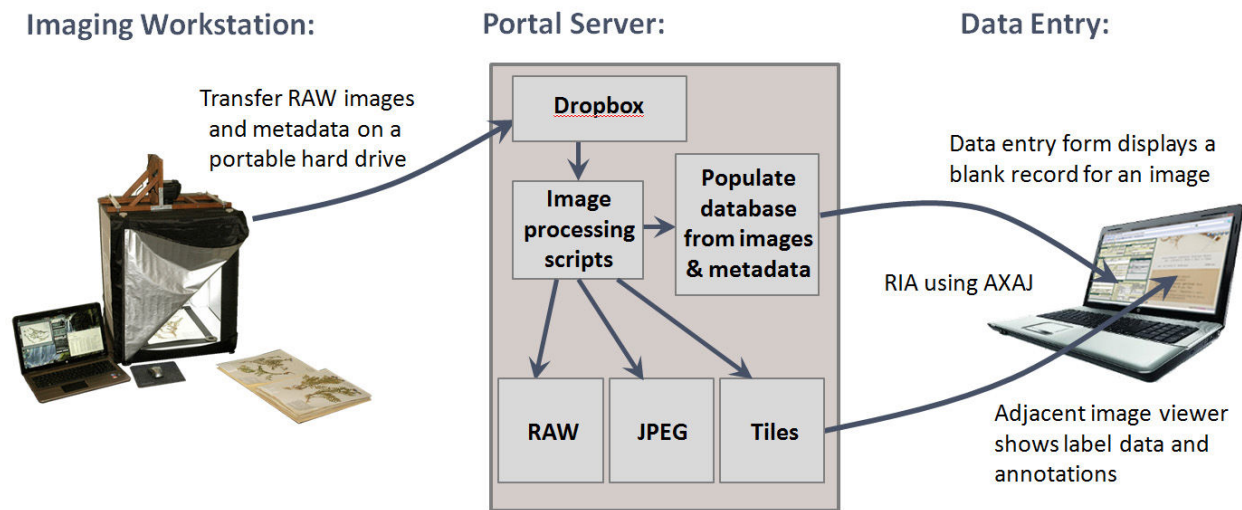 Imaging Workstation:
Portal Server:
Data Entry:
Transfer RAW images
and metadata on a
portable hard drive
Dropbox
Image
processing
scripts
Populate
database
from images
& metadata
RAW
JPEG
Tiles
Data entry form displays a
blank record for an image
RIA using AXAJ
Adjacent image viewer
shows label data and
annotations